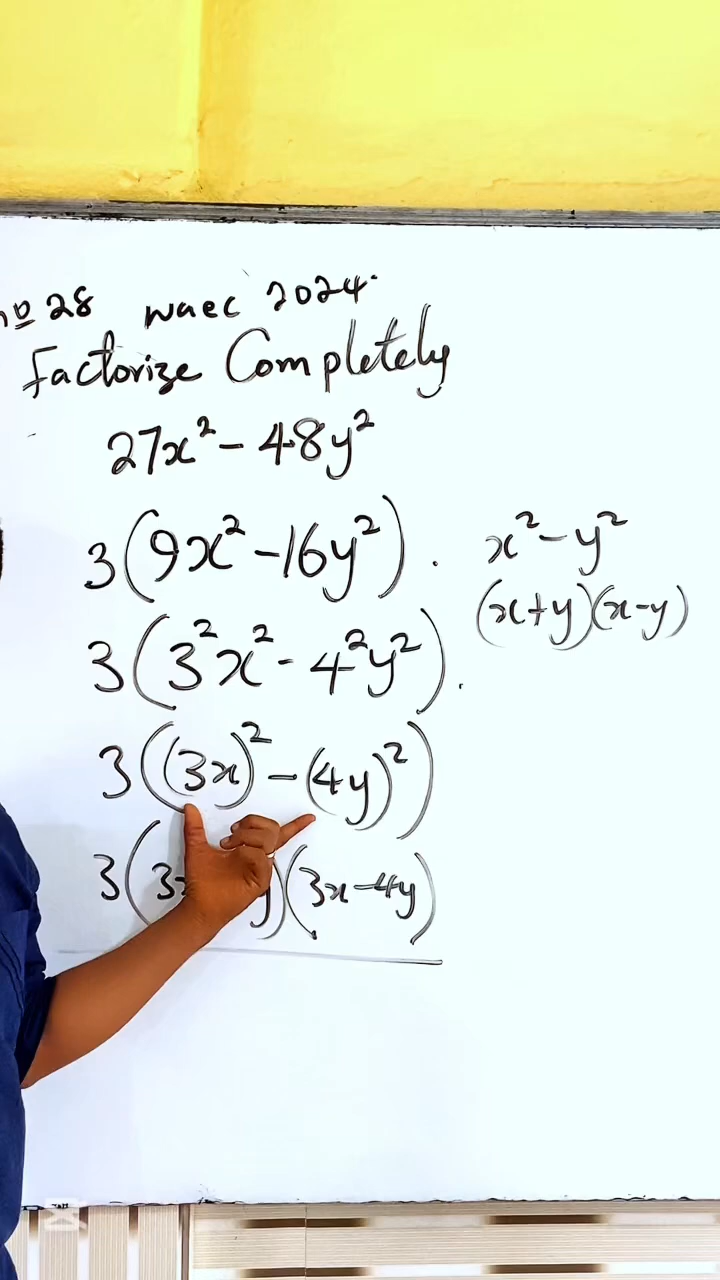 no 28 waec 2024
Factorize Completely
27x² - 48y²
3(9x² - 16y²).
3(3²x² - 4²y²).
3((3x)² - (4y)²)
3(3x y)(3x - 4y)
x² - y²
(x+y)(x-y)